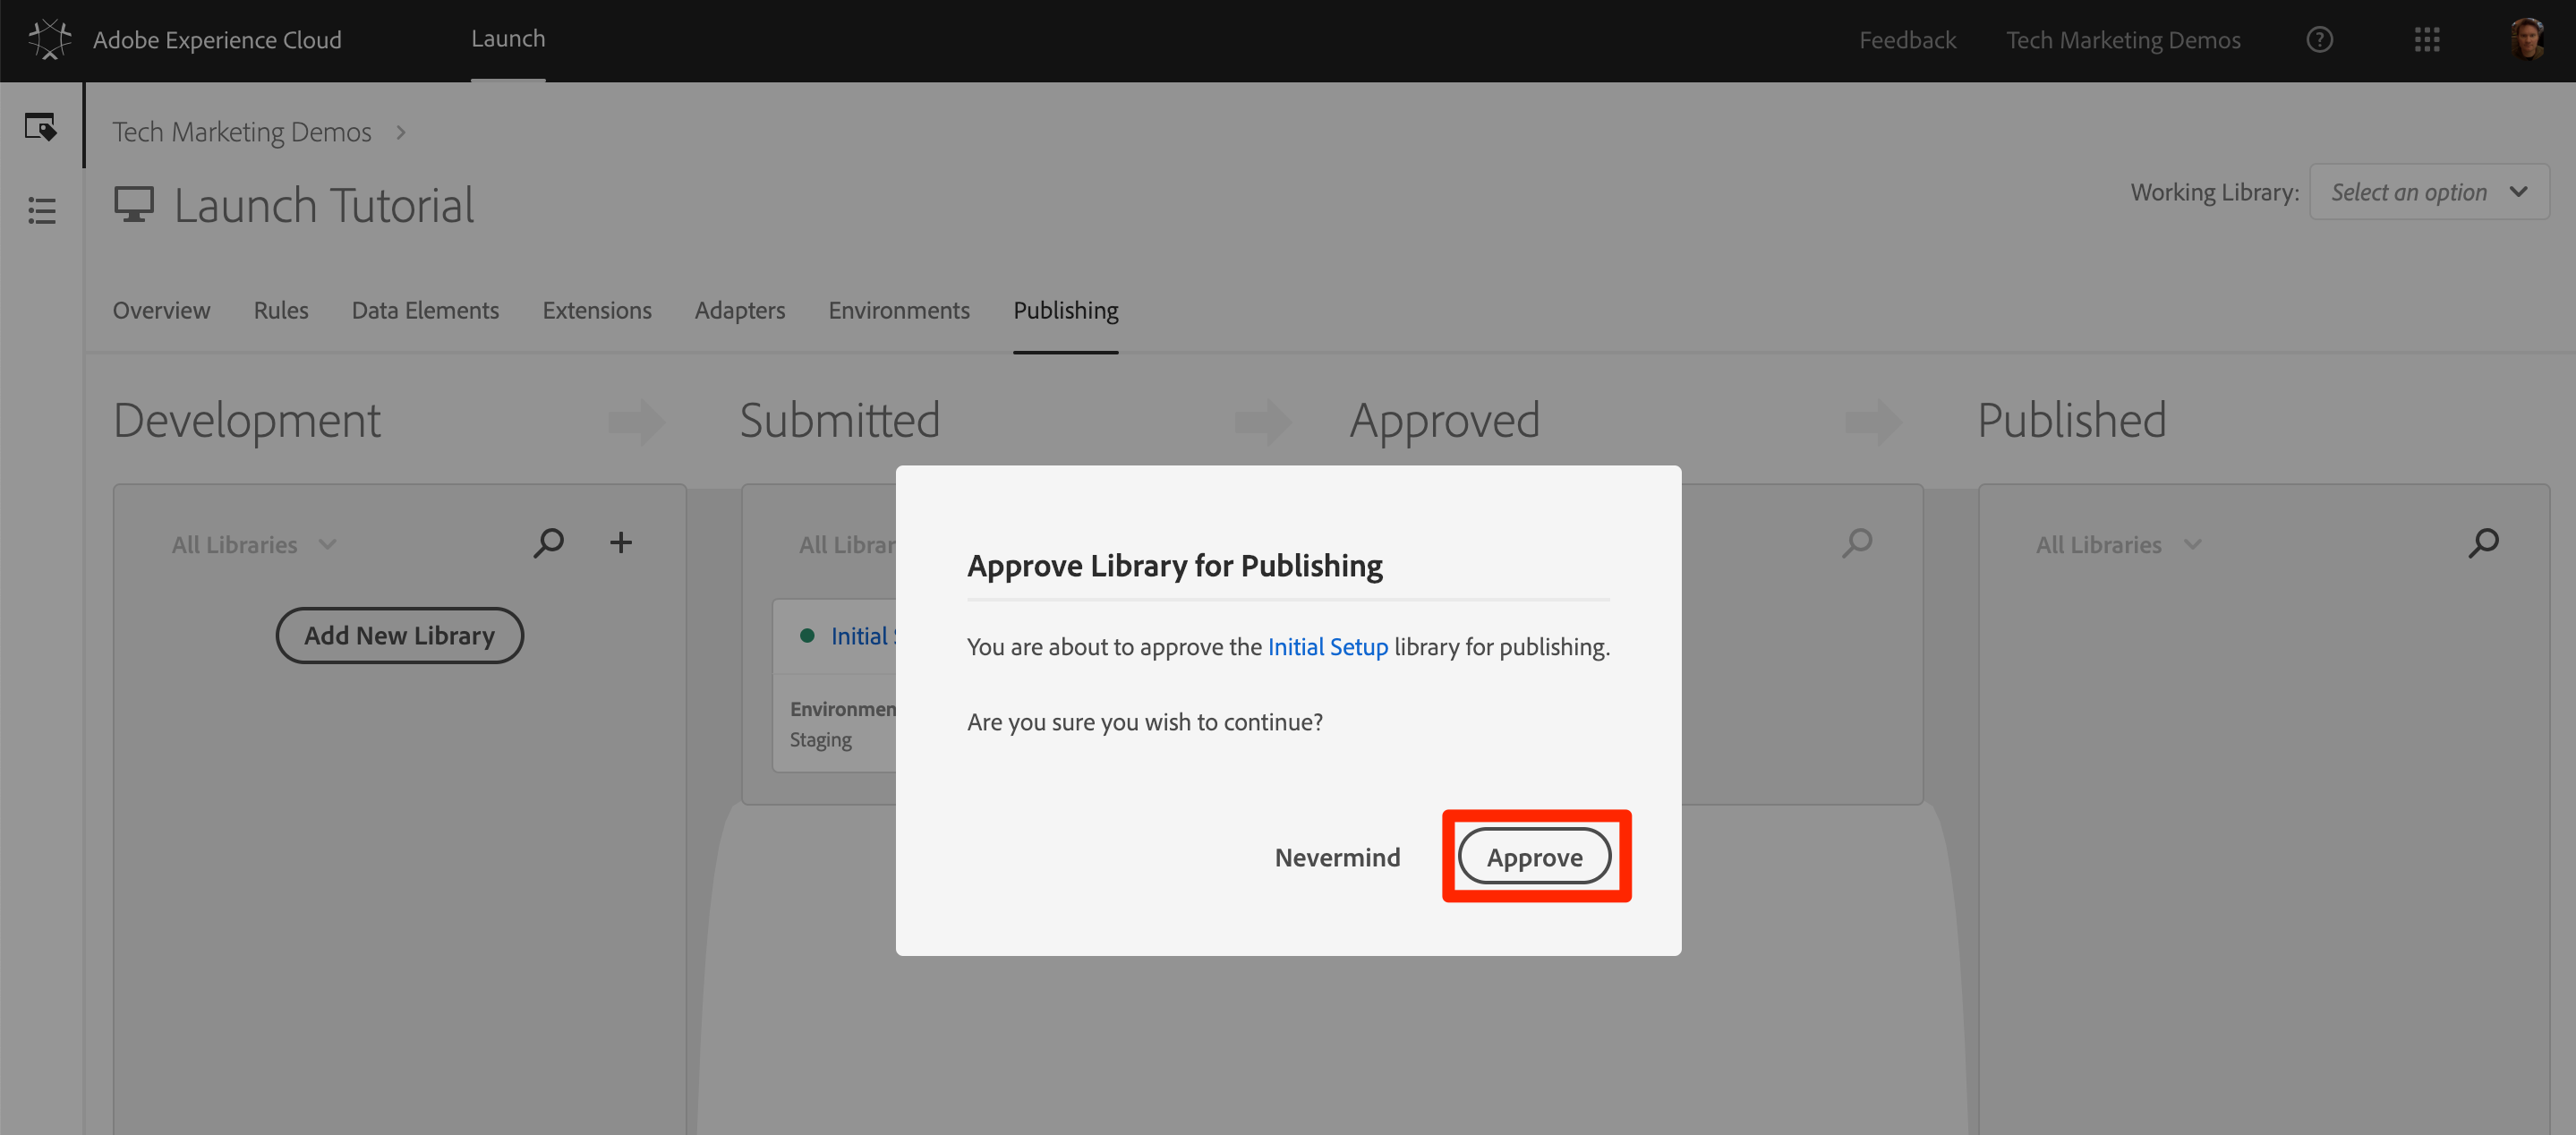 Adobe Experience Cloud
Launch
Feedback
Tech Marketing Demos
Tech Marketing Demos
Launch Tutorial
Working Library:
Select an option
Overview
Rules
Data Elements
Extensions
Adapters
Environments
Publishing
Development
Submitted
Approved
Published
All Libraries
All Librar
All Libraries
Add New Library
Initial S
Environmen
Staging
Approve Library for Publishing
You are about to approve the Initial Setup library for publishing.
Are you sure you wish to continue?
Nevermind
Approve